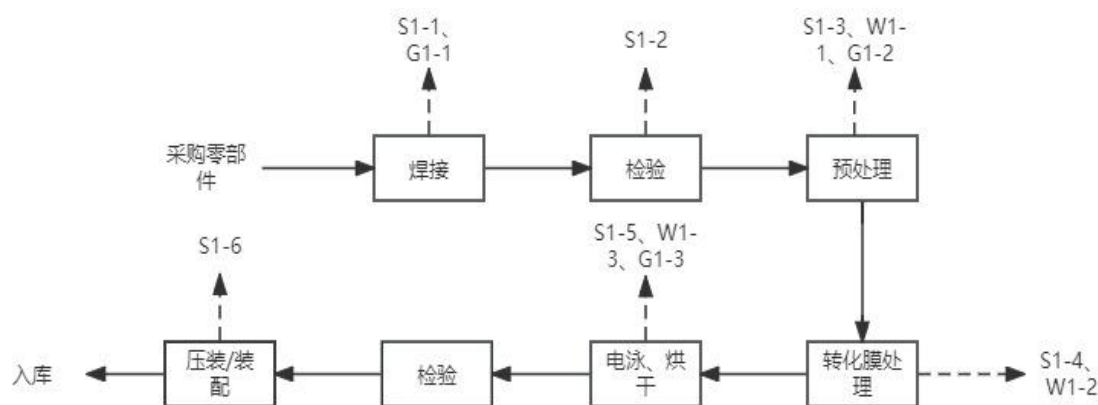 S1-1、
G1-1
S1-2
S1-3、W1-
1、G1-2
采购零部
件
焊接
检验
预处理
S1-6
S1-5、W1-
3、G1-3
入库
压装/装
配
检验
电泳、烘
干
转化膜处
理
S1-4、
W1-2